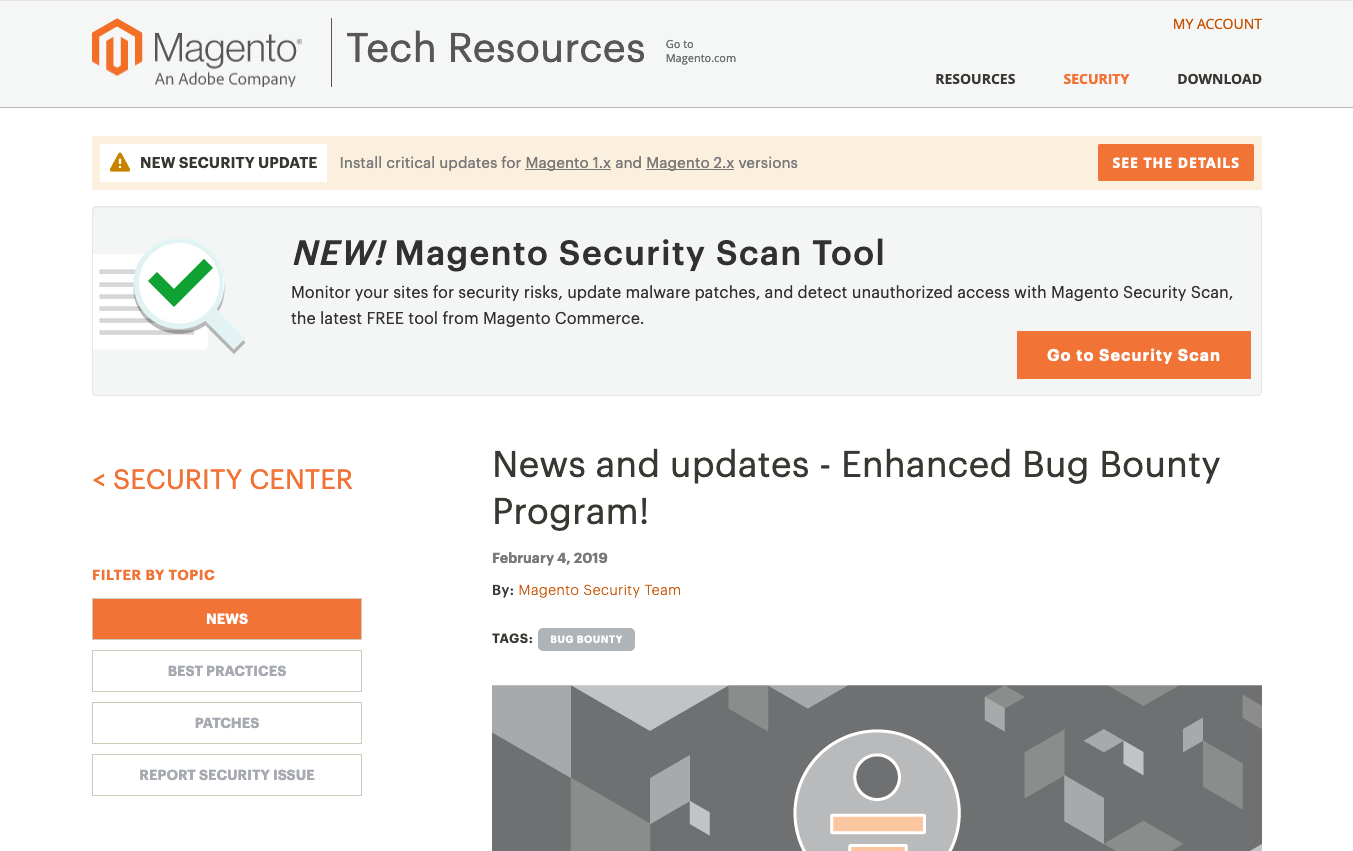 Magento®
An Adobe Company
Tech Resources
Go to
Magento.com
MY ACCOUNT
RESOURCES
SECURITY
DOWNLOAD
NEW SECURITY UPDATE
Install critical updates for Magento 1.x and Magento 2.x versions
SEE THE DETAILS
NEW! Magento Security Scan Tool
Monitor your sites for security risks, update malware patches, and detect unauthorized access with Magento Security Scan,
the latest FREE tool from Magento Commerce.
Go to Security Scan
< SECURITY CENTER
FILTER BY TOPIC
NEWS
BEST PRACTICES
PATCHES
REPORT SECURITY ISSUE
News and updates - Enhanced Bug Bounty
Program!
February 4, 2019
By: Magento Security Team
TAGS: BUG BOUNTY